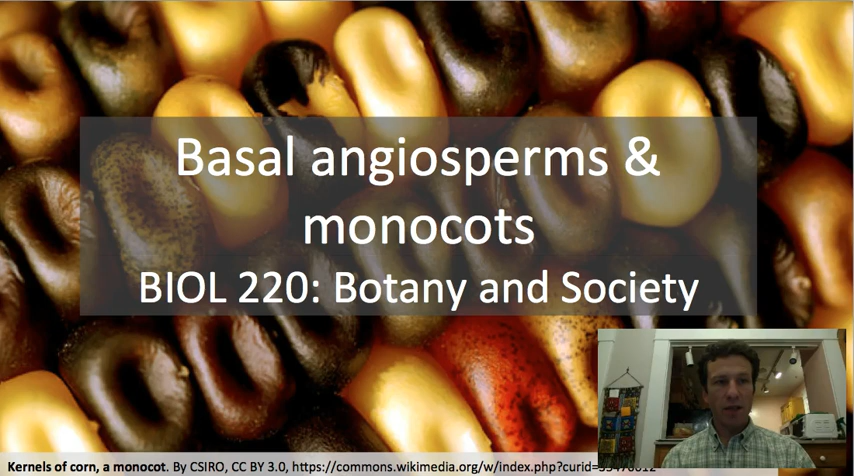 Basal angiosperms &
monocots
BIOL 220: Botany and Society
Kernels of corn, a monocot. By CSIRO, CC BY 3.0, https://commons.wikimedia.org/w/index.php?curid=